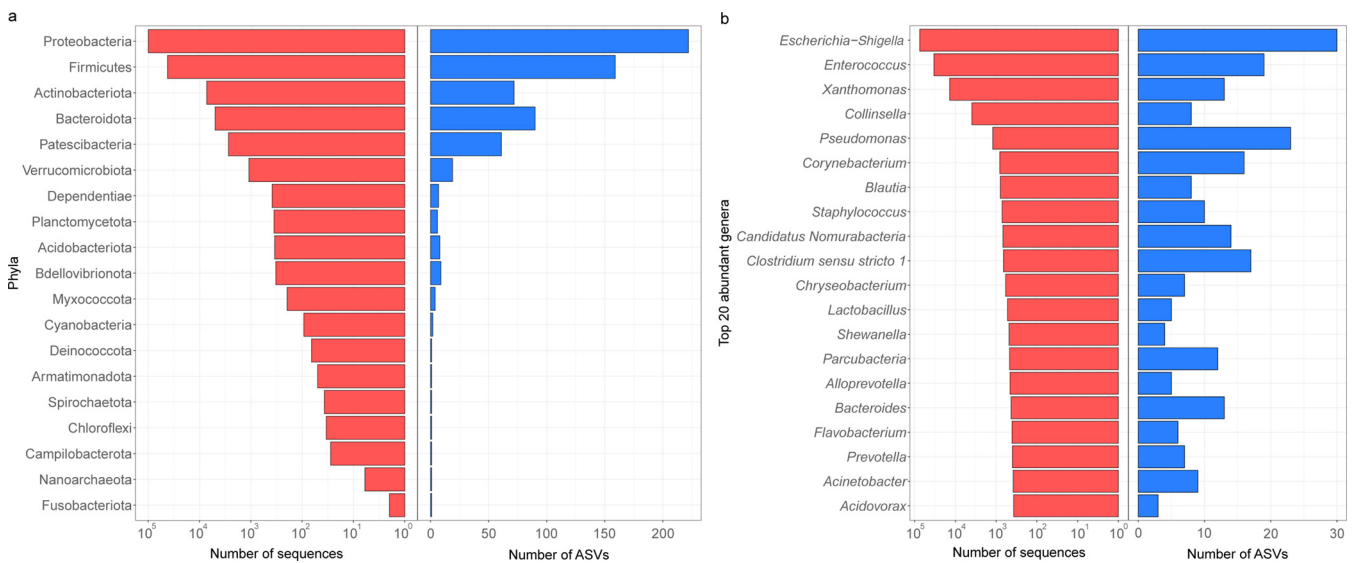 a
Phyla
Proteobacteria
Firmicutes
Actinobacteriota
Bacteroidota
Patescibacteria
Verrucomicrobiota
Dependentiae
Planctomycetota
Acidobacteriota
Bdellovibrionota
Myxococcota
Cyanobacteria
Deinococcota
Armatimonadota
Spirochaetota
Chloroflexi
Campilobacterota
Nanoarchaeota
Fusobacteriota
10^5 10^4 10^3 10^2 10^1 10^0
0 50 100 150 200
Number of sequences
Number of ASVs
b
Top 20 abundant genera
Escherichia−Shigella
Enterococcus
Xanthomonas
Collinsella
Pseudomonas
Corynebacterium
Blautia
Staphylococcus
Candidatus Nomurabacteria
Clostridium sensu stricto 1
Chryseobacterium
Lactobacillus
Shewanella
Parcubacteria
Alloprevotella
Bacteroides
Flavobacterium
Prevotella
Acinetobacter
Acidovorax
10^5 10^4 10^3 10^2 10^1 10^0
0 10 20 30
Number of sequences
Number of ASVs